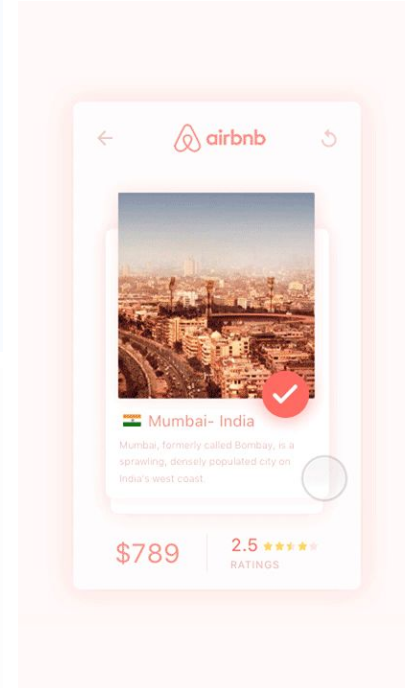 airbnb
Mumbai- India
Mumbai, formerly called Bombay, is a
sprawling, densely populated city on
India's west coast
$789
2.5
RATINGS